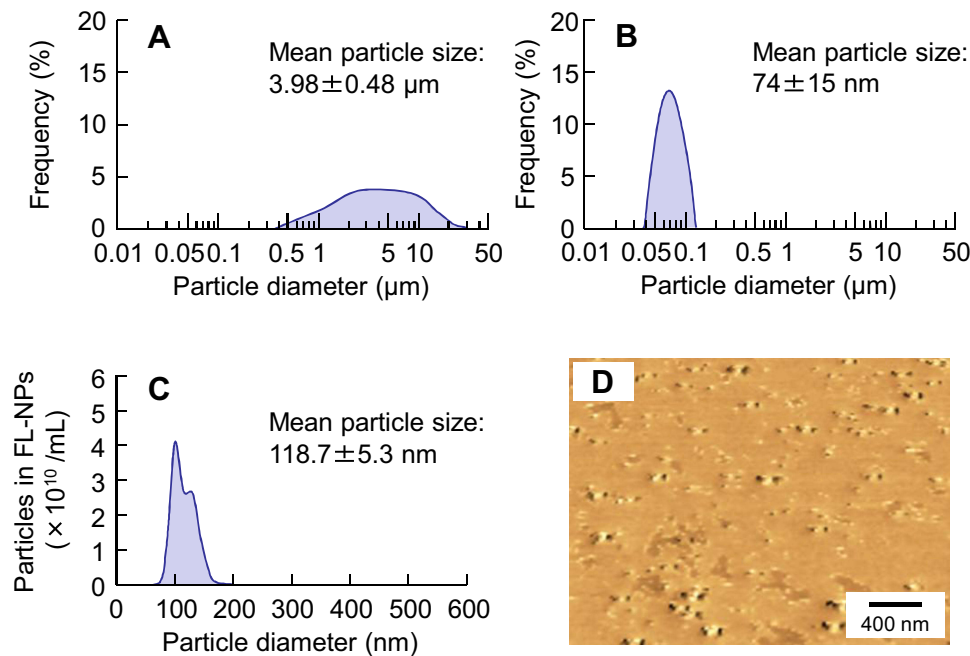 A
Mean particle size:
3.98±0.48 μm
Frequency (%)
20
15
10
5
0
0.01 0.05 0.1 0.5 1 5 10 50
Particle diameter (μm)
B
Mean particle size:
74±15 nm
Frequency (%)
20
15
10
5
0
0.01 0.05 0.1 0.5 1 5 10 50
Particle diameter (μm)
C
Mean particle size:
118.7±5.3 nm
Particles in FL-NPs
(×10¹⁰/mL)
6
5
4
3
2
1
0
0 100 200 300 400 500 600
Particle diameter (nm)
D
400 nm